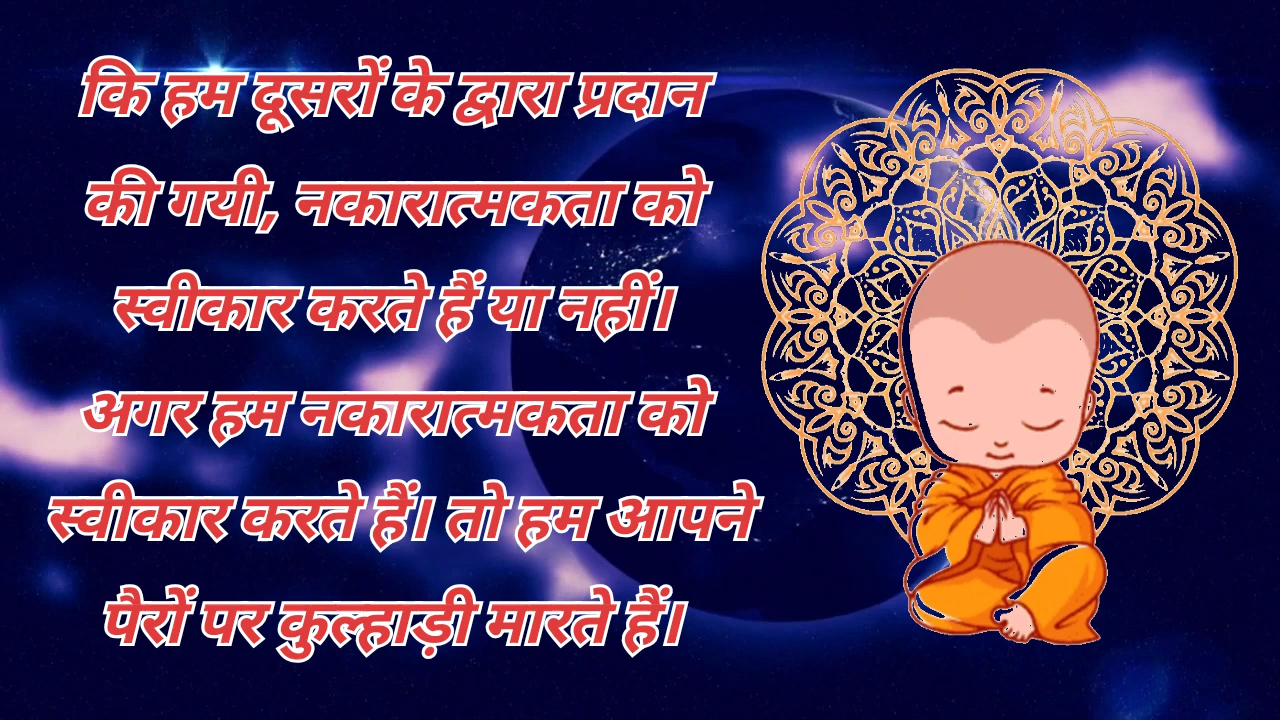 कि हम दूसरों के द्वारा प्रदान
की गयी, नकारात्मकता को
स्वीकार करते हैं या नहीं।
अगर हम नकारात्मकता को
स्वीकार करते हैं। तो हम आपने
पैरों पर कुल्हाड़ी मारते हैं।